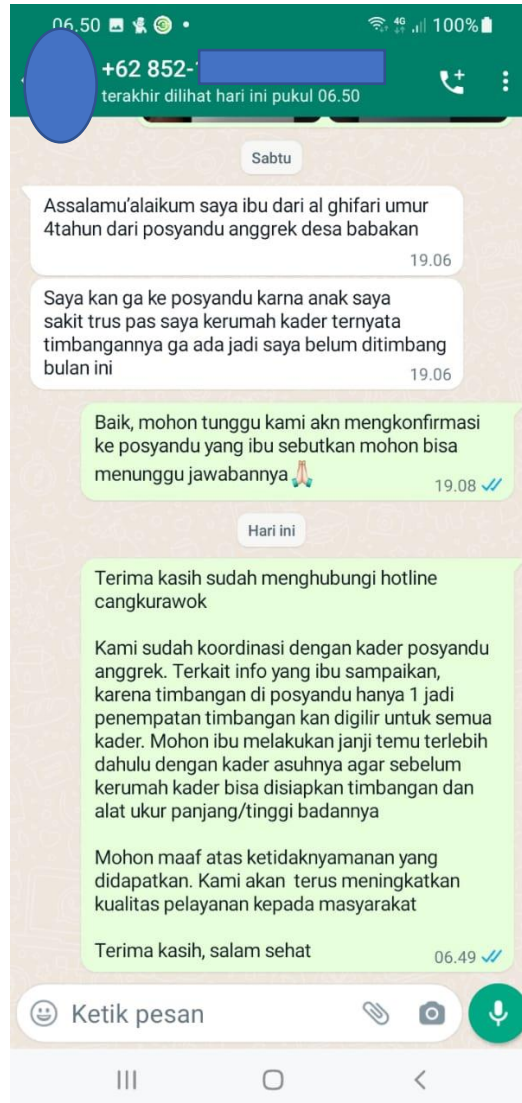 06.50
4G
100%
+62 852-
terakhir dilihat hari ini pukul 06.50
Sabtu
Assalamu'alaikum saya ibu dari al ghifari umur
4tahun dari posyandu anggrek desa babakan
19.06
Saya kan ga ke posyandu karna anak saya
sakit trus pas saya kerumah kader ternyata
timbangannya ga ada jadi saya belum ditimbang
bulan ini
19.06
Baik, mohon tunggu kami akn mengkonfirmasi
ke posyandu yang ibu sebutkan mohon bisa
menunggu jawabannya🙏🏻
19.08
Hari ini
Terima kasih sudah menghubungi hotline
cangkurawok
Kami sudah koordinasi dengan kader posyandu
anggrek. Terkait info yang ibu sampaikan,
karena timbangan di posyandu hanya 1 jadi
penempatan timbangan kan digilir untuk semua
kader. Mohon ibu melakukan janji temu terlebih
dahulu dengan kader asuhnya agar sebelum
kerumah kader bisa disiapkan timbangan dan
alat ukur panjang/tinggi badannya
Mohon maaf atas ketidaknyamanan yang
didapatkan. Kami akan  terus meningkatkan
kualitas pelayanan kepada masyarakat
Terima kasih, salam sehat
06.49
Ketik pesan